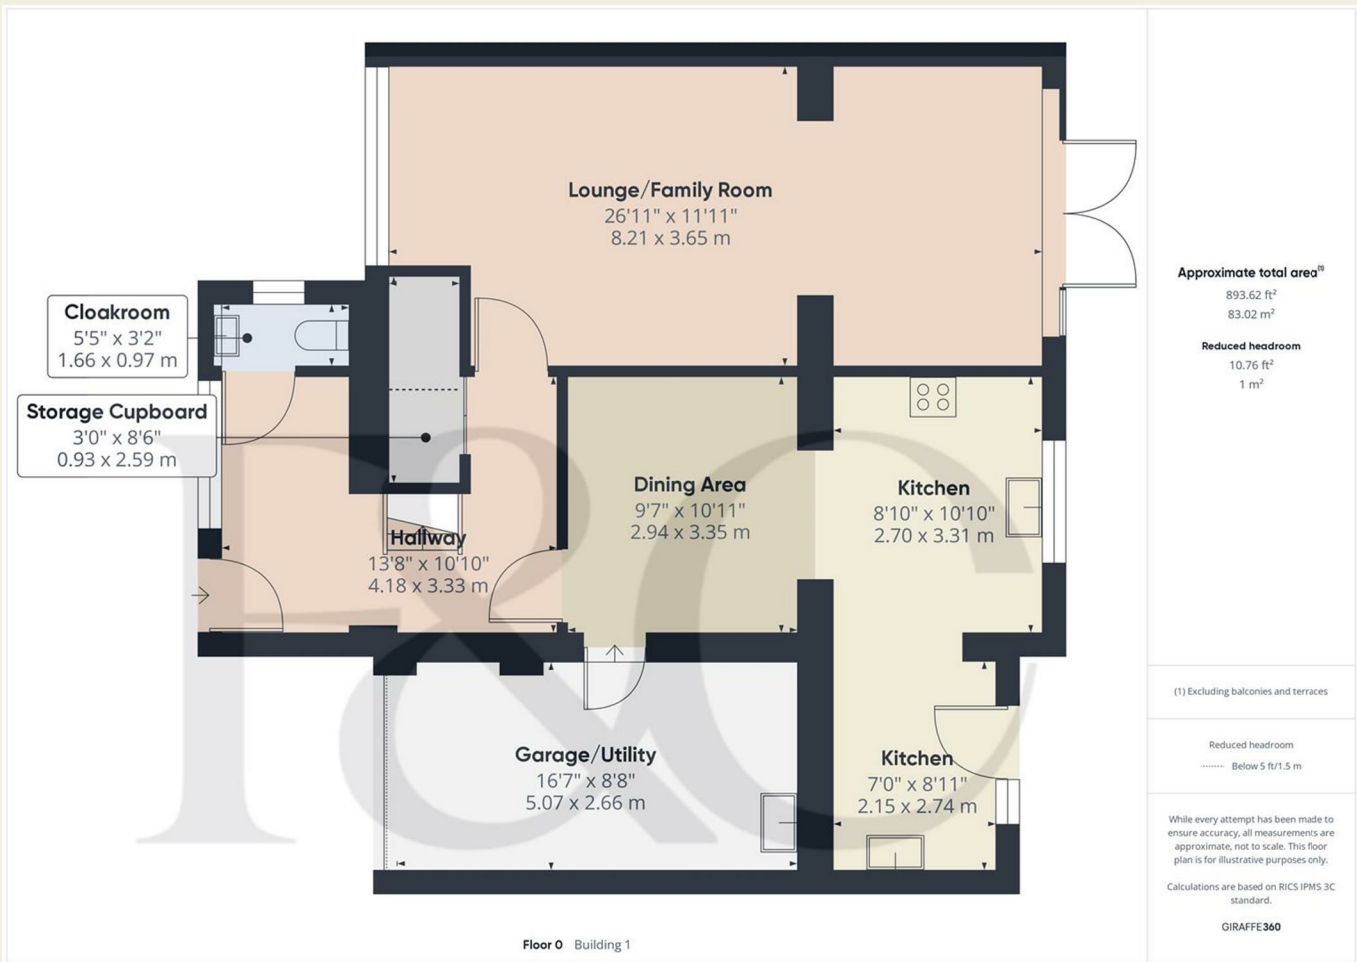 Lounge/Family Room
26'11" x 11'11"
8.21 x 3.65 m
Cloakroom
5'5" x 3'2"
1.66 x 0.97 m
Storage Cupboard
3'0" x 8'6"
0.93 x 2.59 m
Hallway
13'8" x 10'10"
4.18 x 3.33 m
Dining Area
9'7" x 10'11"
2.94 x 3.35 m
Kitchen
8'10" x 10'10"
2.70 x 3.31 m
Garage/Utility
16'7" x 8'8"
5.07 x 2.66 m
Kitchen
7'0" x 8'11"
2.15 x 2.74 m
F&C
Floor 0 Building 1
Approximate total area(1)
893.62 ft²
83.02 m²
Reduced headroom
10.76 ft²
1 m²
(1) Excluding balconies and terraces
Reduced headroom
Below 5 ft/1.5 m
While every attempt has been made to
ensure accuracy, all measurements are
approximate, not to scale. This floor
plan is for illustrative purposes only.
Calculations are based on RICS IPMS 3C
standard.
GIRAFFE360